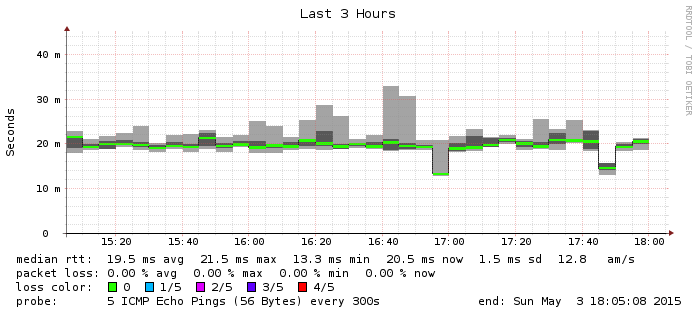 Last 3 Hours
RRDTOOL / TOBI OETIKER
Seconds
40 m
30 m
20 m
10 m
0
15:20 15:40 16:00 16:20 16:40 17:00 17:20 17:40 18:00
median rtt: 19.5 ms avg 21.5 ms max 13.3 ms min 20.5 ms now 1.5 ms sd 12.8 am/s
packet loss: 0.00 % avg 0.00 % max 0.00 % min 0.00 % now
loss color: 0 1/5 2/5 3/5 4/5
probe: 5 ICMP Echo Pings (56 Bytes) every 300s end: Sun May 3 18:05:08 2015